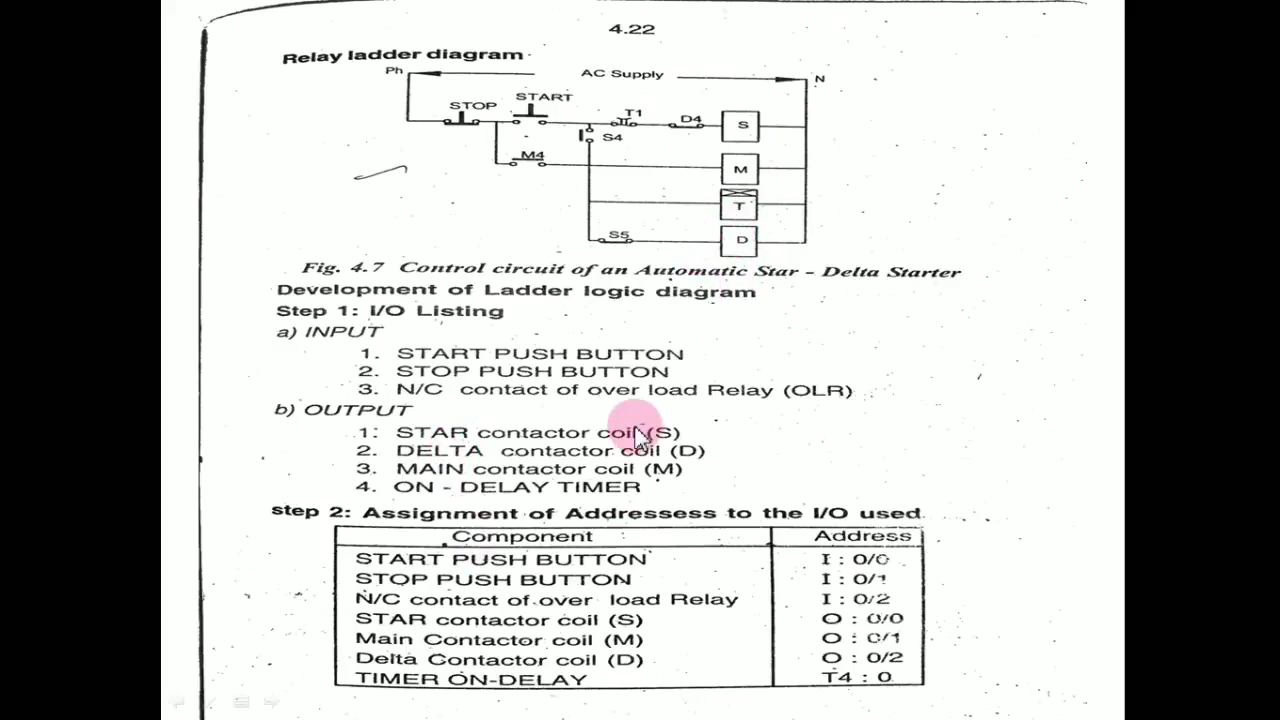 4.22
Relay ladder diagram
Ph AC Supply N
STOP START T1 D4 S
S4
M4 M
T
S5 D
Fig. 4.7 Control circuit of an Automatic Star - Delta Starter
Development of Ladder logic diagram
Step 1: I/O Listing
a) INPUT
1. START PUSH BUTTON
2. STOP PUSH BUTTON
3. N/C contact of over load Relay (OLR)
b) OUTPUT
1: STAR contactor coil (S)
2. DELTA contactor coil (D)
3. MAIN contactor coil (M)
4. ON - DELAY TIMER
step 2: Assignment of Addressess to the I/O used
Component Address
START PUSH BUTTON I : 0/0
STOP PUSH BUTTON I : 0/1
N/C contact of over load Relay I : 0/2
STAR contactor coil (S) O : 0/0
Main Contactor coil (M) O : 0/1
Delta Contactor coil (D) O : 0/2
TIMER ON-DELAY T4 : 0